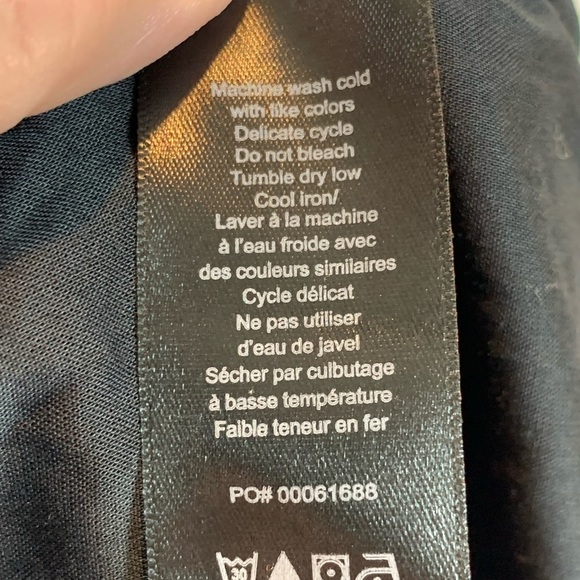 Machine wash cold
with like colors
Delicate cycle
Do not bleach
Tumble dry low
Cool iron/
Laver à la machine
à l'eau froide avec
des couleurs similaires
Cycle délicat
Ne pas utiliser
d'eau de javel
Sécher par culbutage
à basse température
Faible teneur en fer
PO# 00061688
30